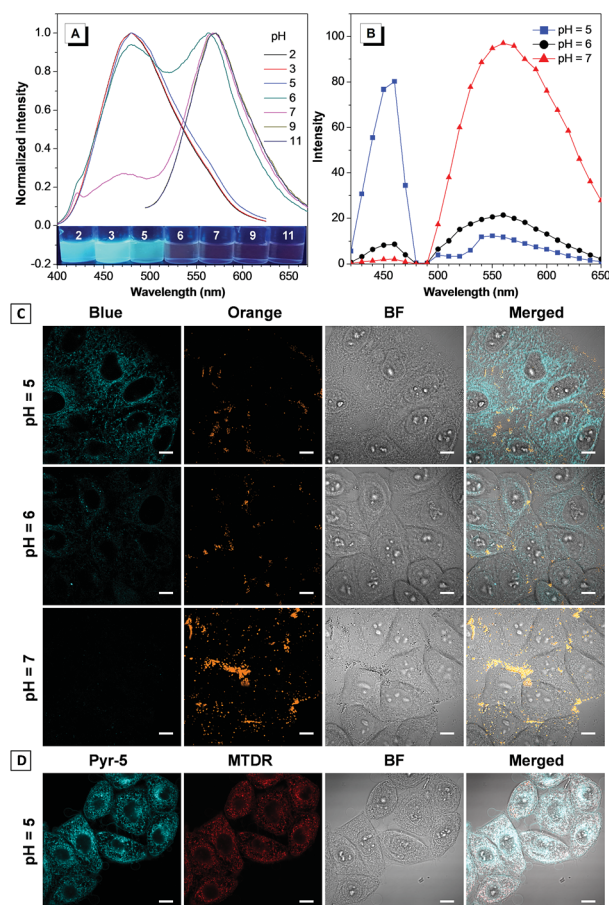 A
pH
2
3
5
6
7
9
11
Normalized intensity
1.0
0.8
0.6
0.4
0.2
0.0
-0.2
2 3 5 6 7 9 11
400 450 500 550 600 650
Wavelength (nm)
B
pH = 5
pH = 6
pH = 7
Intensity
100
80
60
40
20
0
450 500 550 600 650
Wavelength (nm)
C
Blue Orange BF Merged
pH = 5
pH = 6
pH = 7
D
Pyr-5 MTDR BF Merged
pH = 5